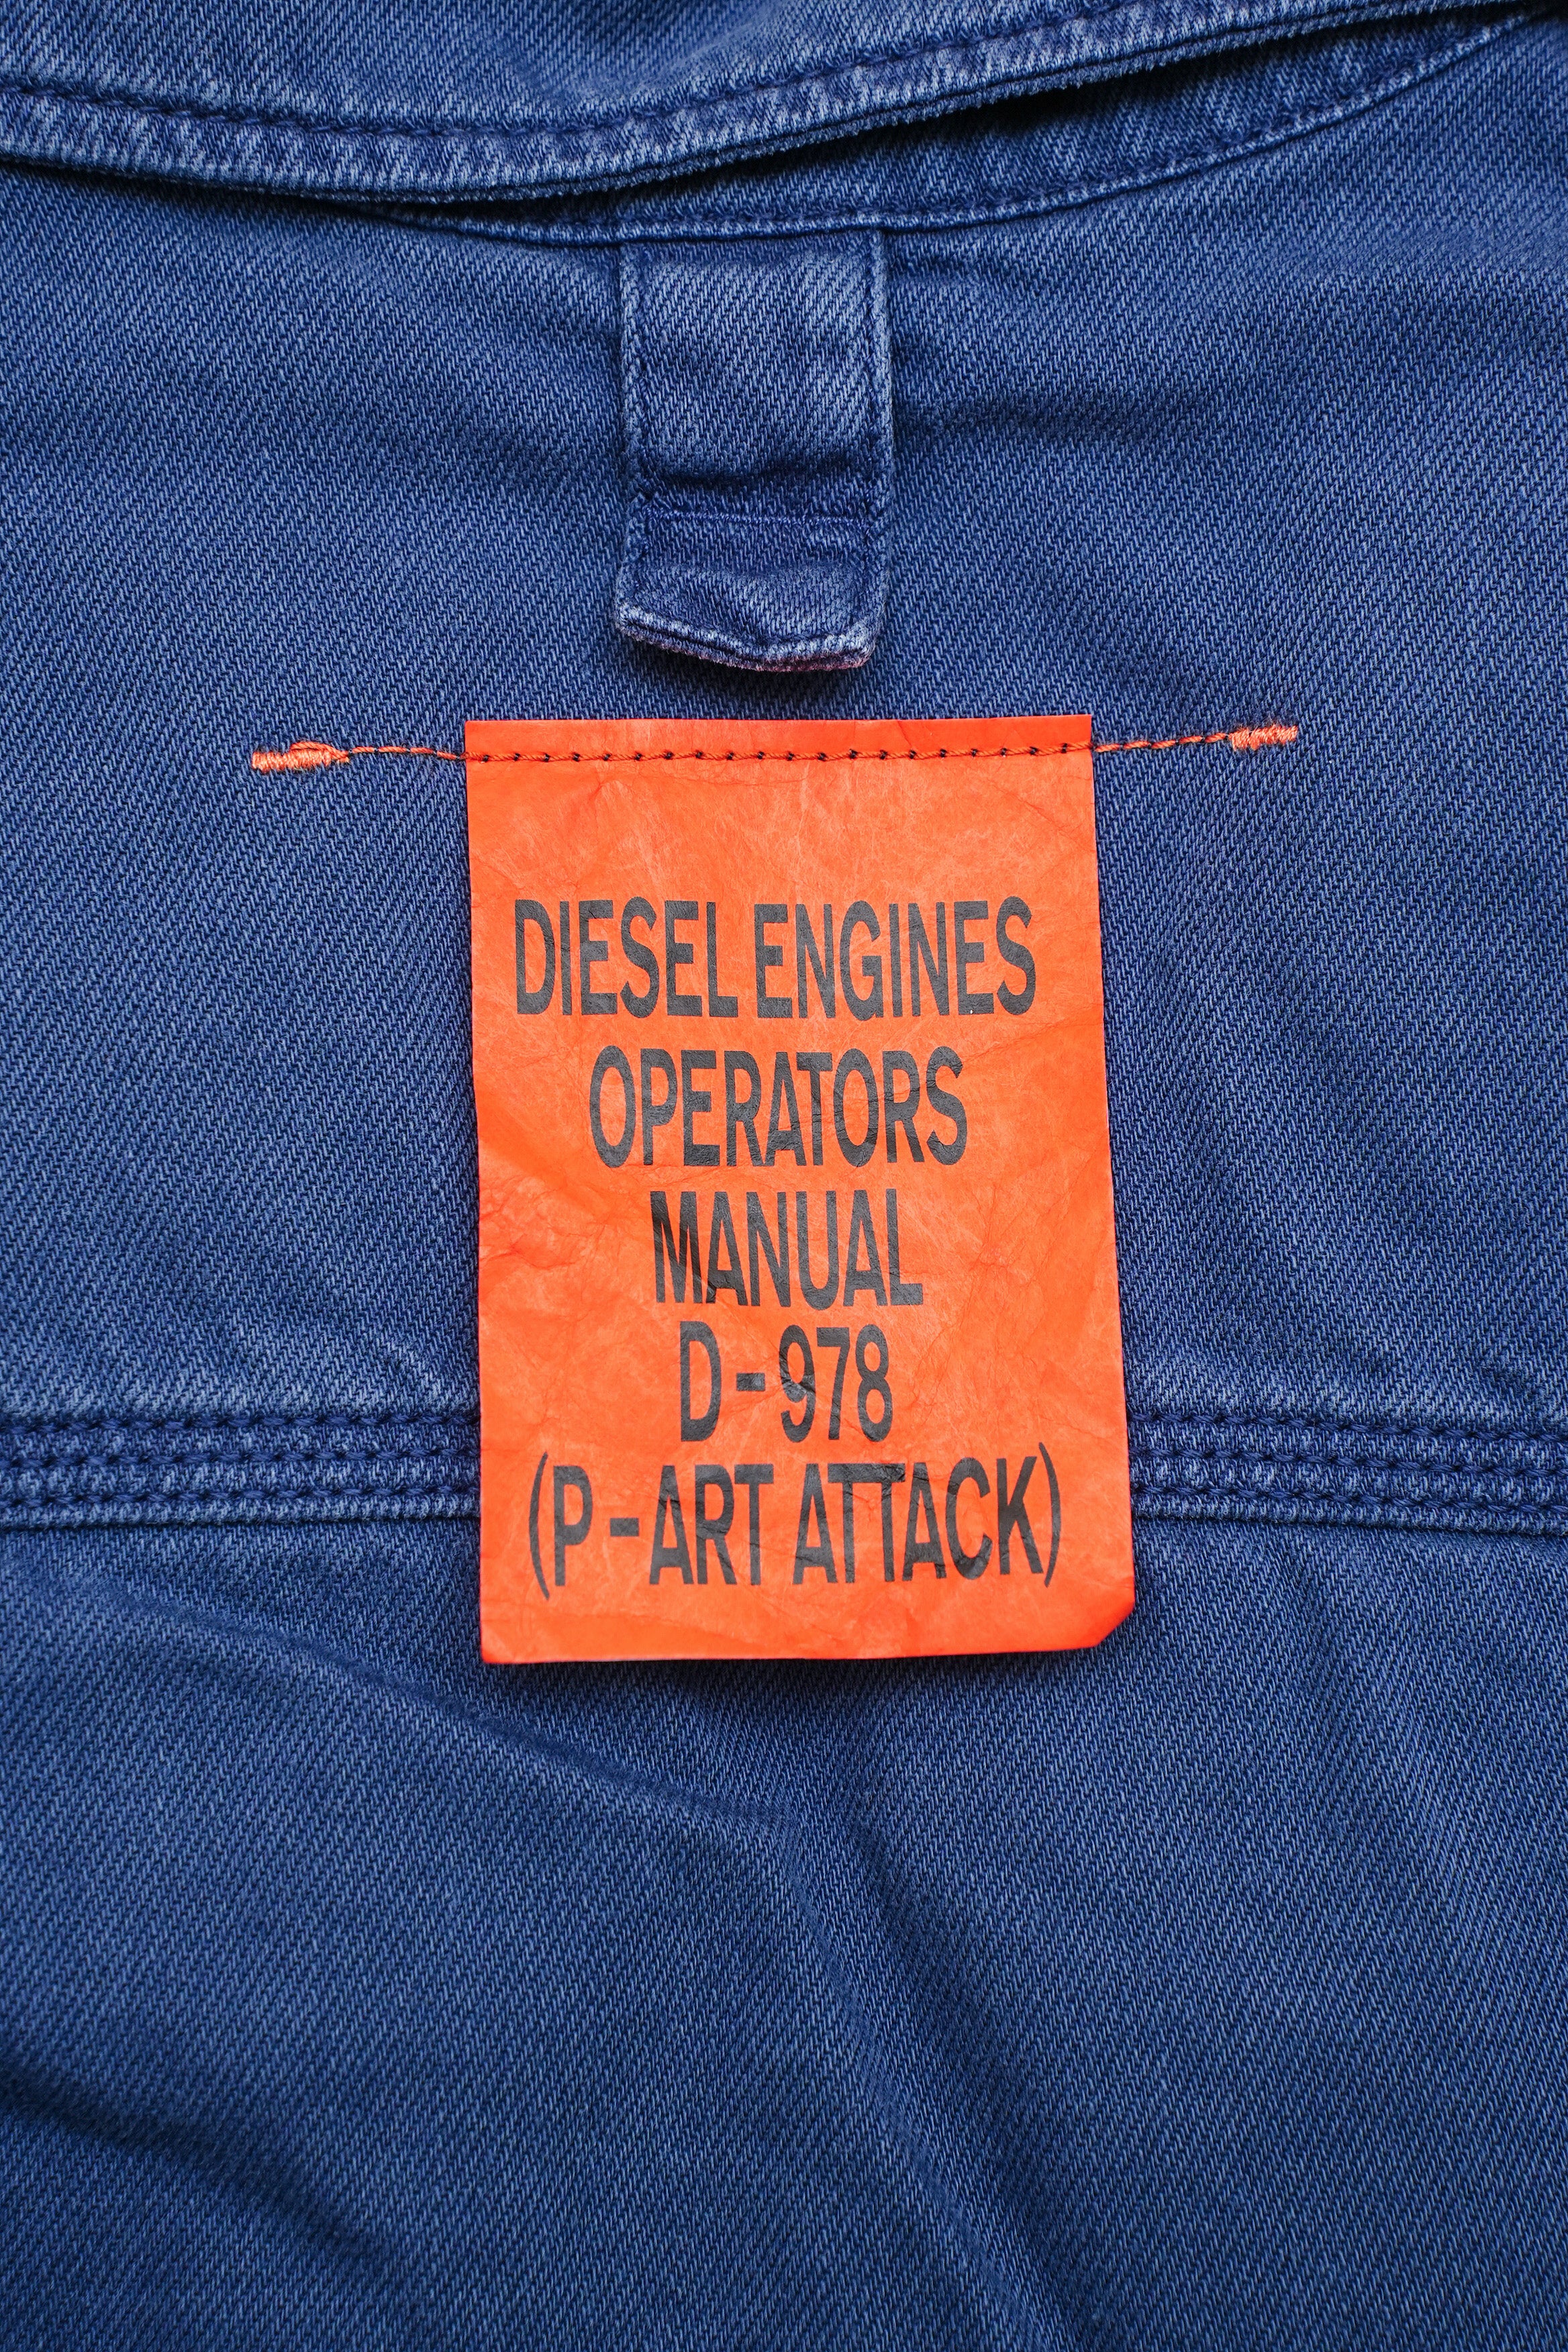 DIESEL ENGINES
OPERATORS
MANUAL
D-978
(P-ART ATTACK)